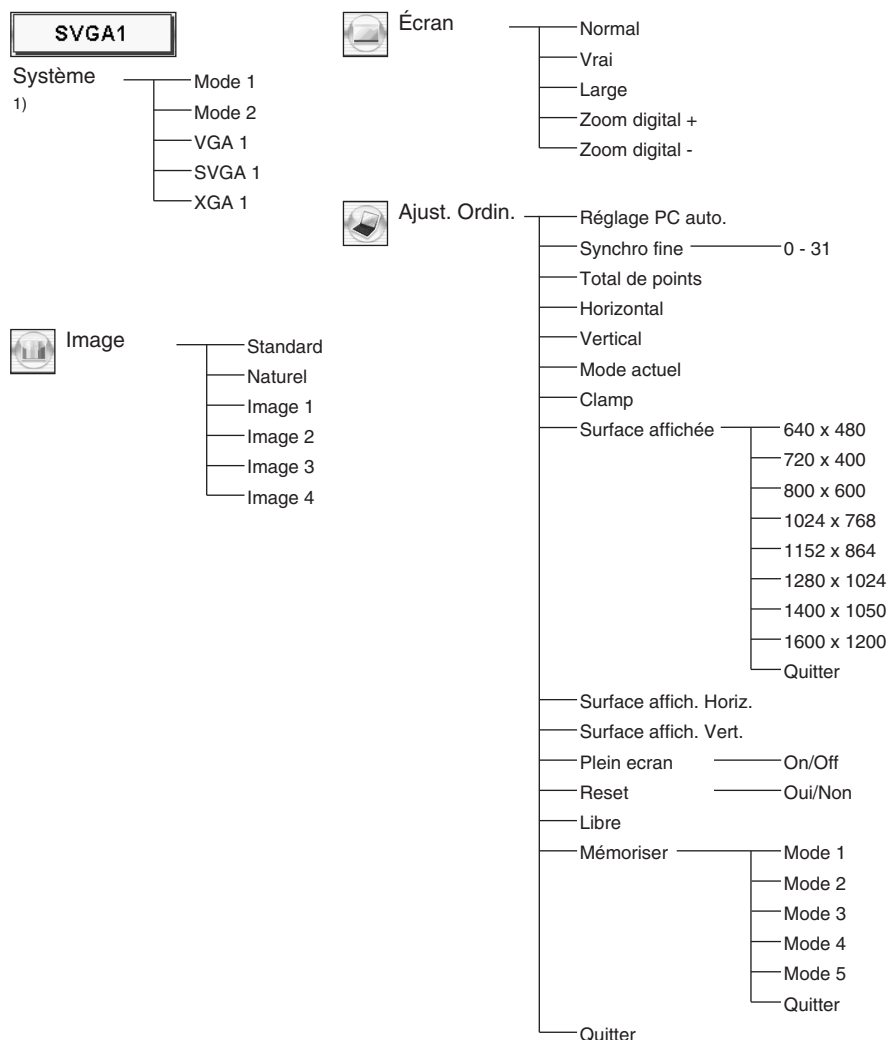 SVGA1
Système
1)
Mode 1
Mode 2
VGA 1
SVGA 1
XGA 1
Image
Standard
Naturel
Image 1
Image 2
Image 3
Image 4
Écran
Normal
Vrai
Large
Zoom digital +
Zoom digital -
Ajust. Ordin.
Réglage PC auto.
Synchro fine
0 - 31
Total de points
Horizontal
Vertical
Mode actuel
Clamp
Surface affichée
640 x 480
720 x 400
800 x 600
1024 x 768
1152 x 864
1280 x 1024
1400 x 1050
1600 x 1200
Quitter
Surface affich. Horiz.
Surface affich. Vert.
Plein ecran
On/Off
Reset
Oui/Non
Libre
Mémoriser
Mode 1
Mode 2
Mode 3
Mode 4
Mode 5
Quitter
Quitter